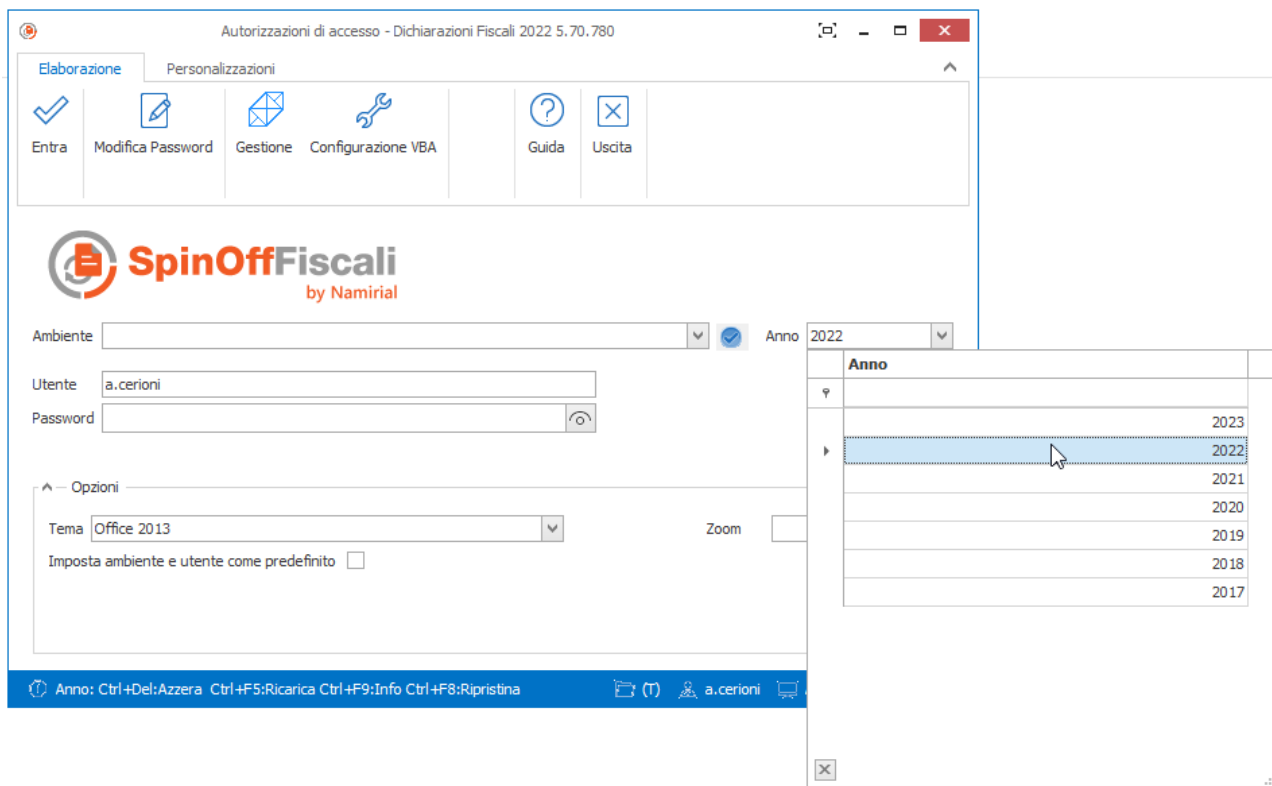 Autorizzazioni di accesso - Dichiarazioni Fiscali 2022 5.70.780
Elaborazione Personalizzazioni
Entra Modifica Password Gestione Configurazione VBA Guida Uscita
SpinOffFiscali
by Namirial
Ambiente Anno 2022
Anno
Utente a.cerioni
Password
2023
2022
2021
2020
2019
2018
2017
Opzioni
Tema Office 2013 Zoom
Imposta ambiente e utente come predefinito
Anno: Ctrl+Del:Azzera Ctrl+F5:Ricarica Ctrl+F9:Info Ctrl+F8:Ripristina (T) a.cerioni